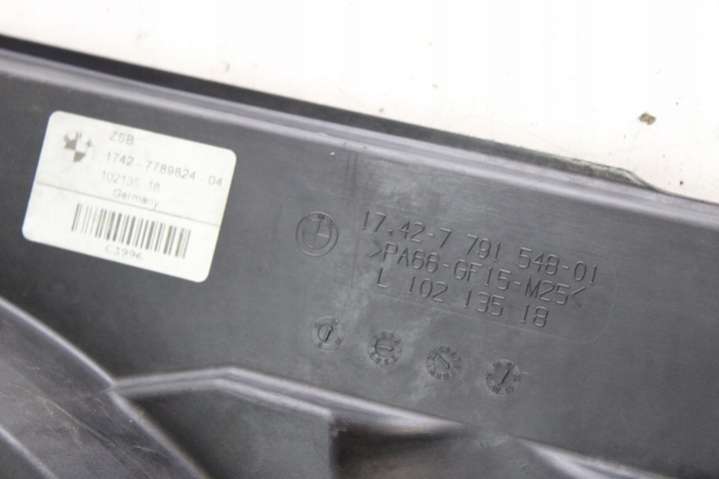 ZSB
1742-7789824-04
102135 18
Germany
C1996
17.42-7 791 548-01
>PA66-GF15-M25<
L 102 135 18